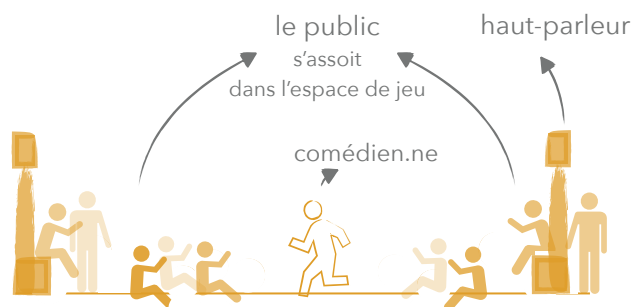 le public
s'assoit
dans l'espace de jeu
haut-parleur
comédien.ne